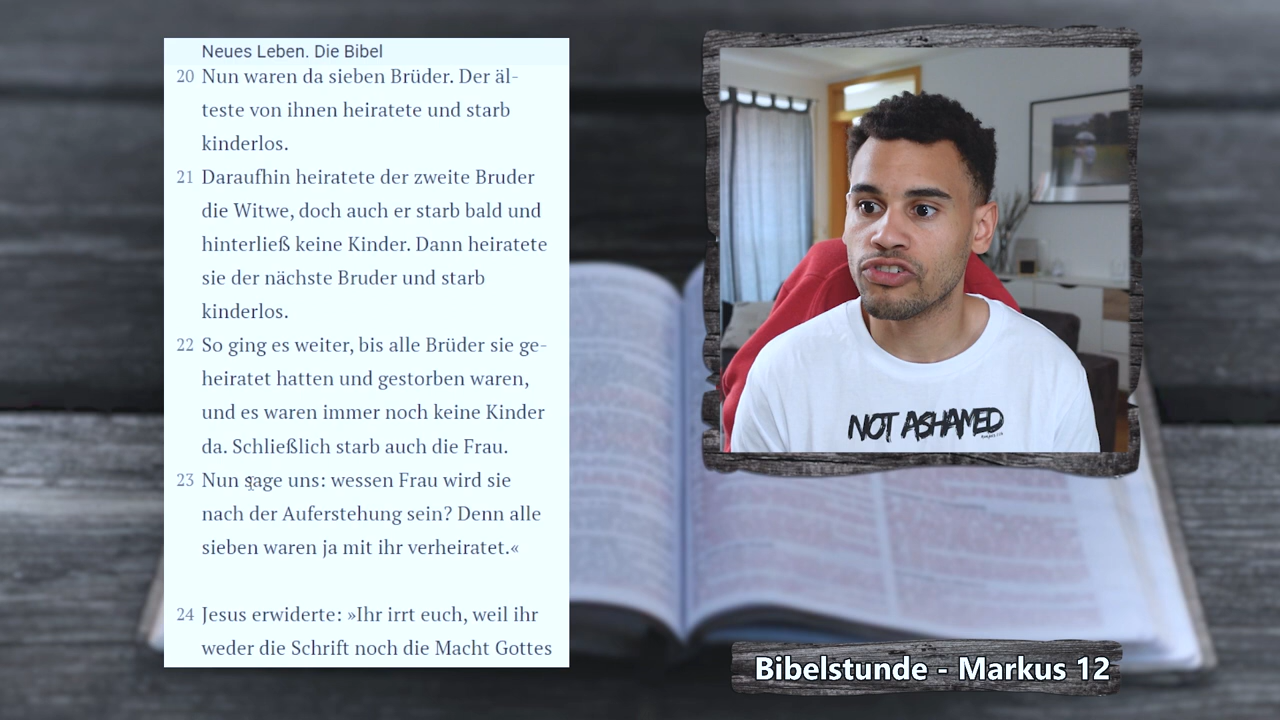 Neues Leben. Die Bibel
20 Nun waren da sieben Brüder. Der äl-
teste von ihnen heiratete und starb
kinderlos.
21 Daraufhin heiratete der zweite Bruder
die Witwe, doch auch er starb bald und
hinterließ keine Kinder. Dann heiratete
sie der nächste Bruder und starb
kinderlos.
22 So ging es weiter, bis alle Brüder sie ge-
heiratet hatten und gestorben waren,
und es waren immer noch keine Kinder
da. Schließlich starb auch die Frau.
23 Nun sage uns: wessen Frau wird sie
nach der Auferstehung sein? Denn alle
sieben waren ja mit ihr verheiratet.«
24 Jesus erwiderte: »Ihr irrt euch, weil ihr
weder die Schrift noch die Macht Gottes
NOT ASHAMED
Bibelstunde - Markus 12